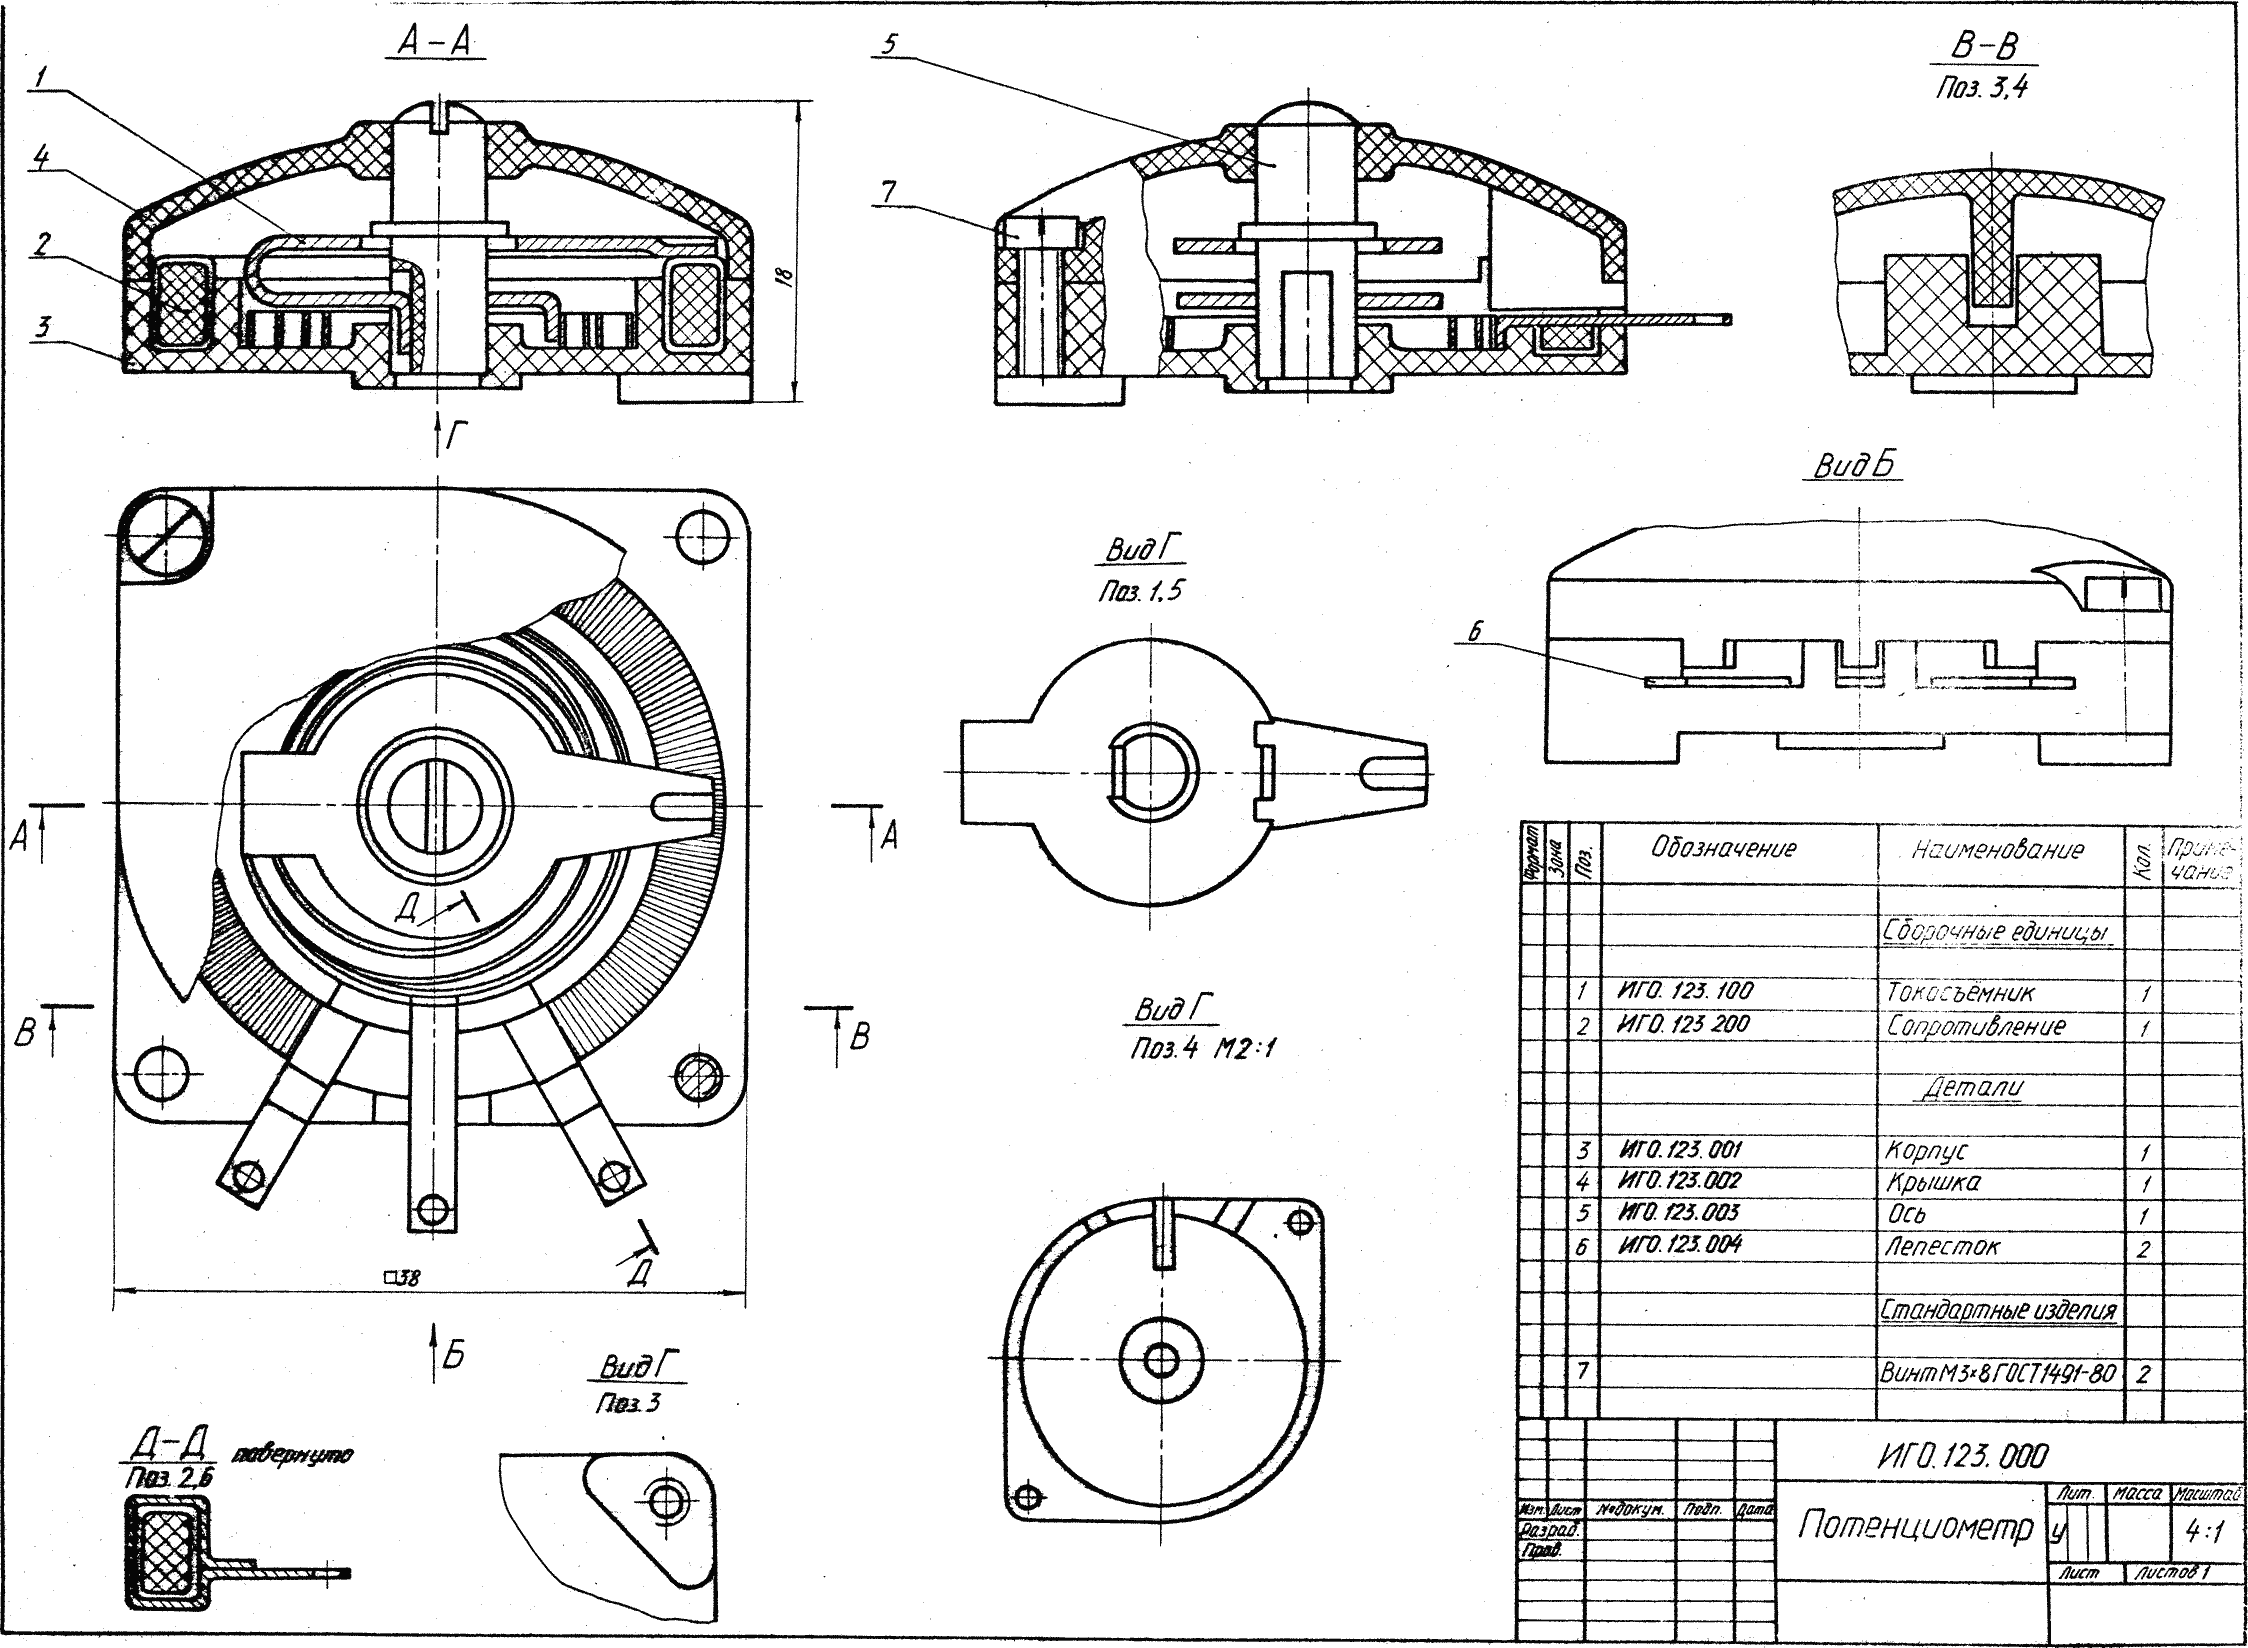 А-А
1
4
2
3
18
Г
5
7
В-В
Поз. 3,4
Вид Б
6
А
А
В
В
Д
Д
□38
Б
Вид Г
Поз. 1,5
Вид Г
Поз. 4 М2:1
Вид Г
Поз. 3
Д-Д повернуто
Поз. 2,6
Формат Зона Поз. Обозначение Наименование Кол. Приме-
чание
Сборочные единицы
1 ИГО.123.100 Токосъёмник 1
2 ИГО.123 200 Сопротивление 1
Детали
3 ИГО.123.001 Корпус 1
4 ИГО.123.002 Крышка 1
5 ИГО.123.003 Ось 1
6 ИГО.123.004 Лепесток 2
Стандартные изделия
7 Винт М3×8 ГОСТ1491-80 2
ИГО.123.000
Изм. Лист №докум. Подп. Дата
Разраб.
Пров.
Потенциометр
Лит. Масса Масштаб
У 4:1
Лист Листов 1